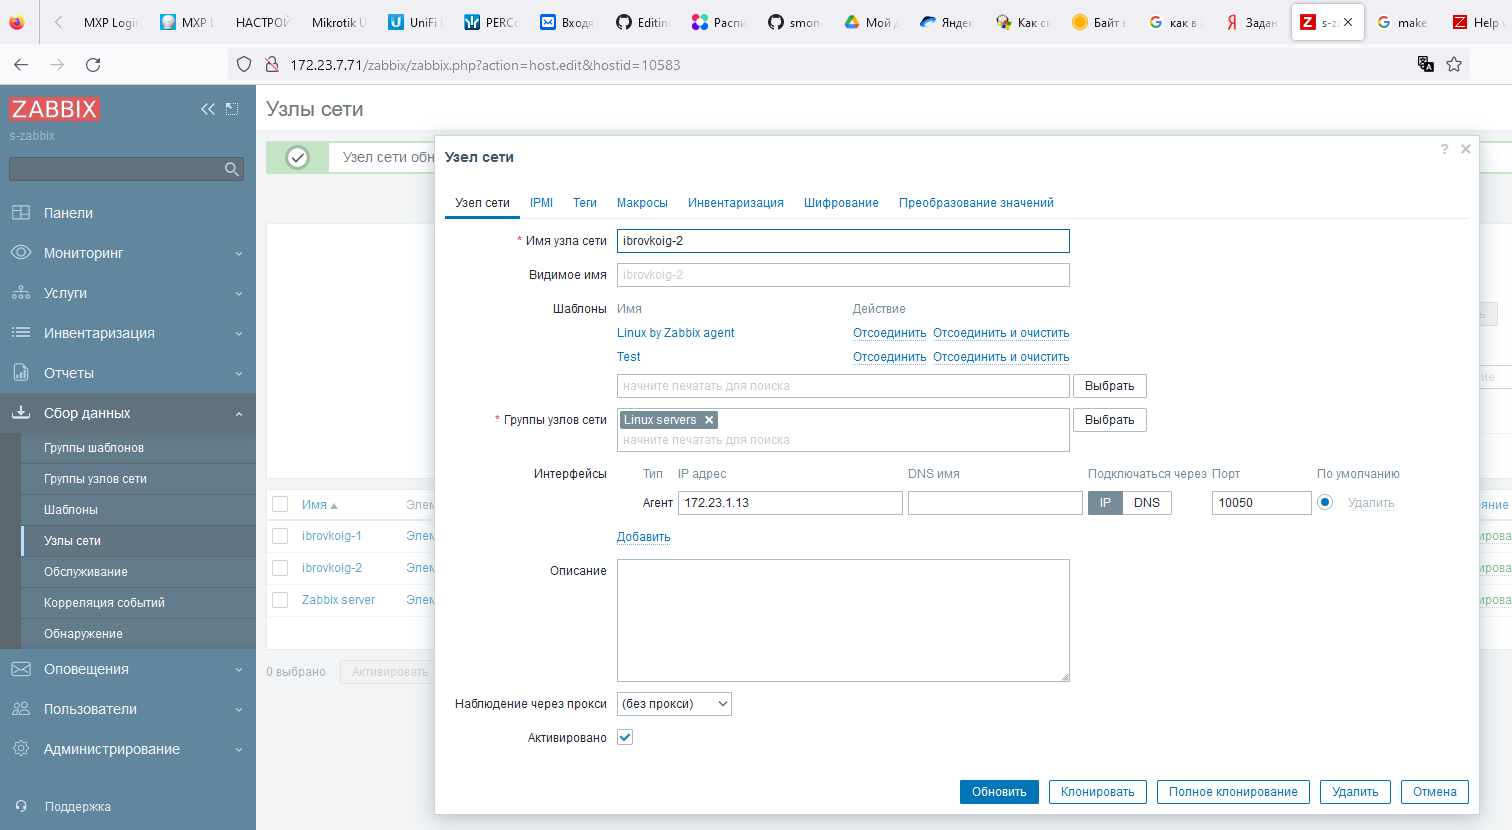 MXP Login
MXP L
НАСТРОЙ
Mikrotik U
UniFi
PERCo
Входя
Editing
Распи
smon
Мой д
Яндек
Как ск
Байт в
как в
Задан
s-za
make
Help w
172.23.7.71/zabbix/zabbix.php?action=host.edit&hostid=10583
ZABBIX
s-zabbix
Панели
Мониторинг
Услуги
Инвентаризация
Отчеты
Сбор данных
Группы шаблонов
Группы узлов сети
Шаблоны
Узлы сети
Обслуживание
Корреляция событий
Обнаружение
Оповещения
Пользователи
Администрирование
Поддержка
Узлы сети
Узел сети обн
Имя
Элем
ibrovkoig-1
Элем
ibrovkoig-2
Элем
Zabbix server
Элем
0 выбрано
Активировать
Узел сети
?
Узел сети IPMI Теги Макросы Инвентаризация Шифрование Преобразование значений
* Имя узла сети ibrovkoig-2
Видимое имя ibrovkoig-2
Шаблоны Имя Действие
Linux by Zabbix agent Отсоединить Отсоединить и очистить
Test Отсоединить Отсоединить и очистить
начните печатать для поиска Выбрать
* Группы узлов сети Linux servers Выбрать
начните печатать для поиска
Интерфейсы Тип IP адрес DNS имя Подключаться через Порт По умолчанию
Агент 172.23.1.13 IP DNS 10050 Удалить
Добавить
Описание
Наблюдение через прокси (без прокси)
Активировано
Обновить Клонировать Полное клонирование Удалить Отмена